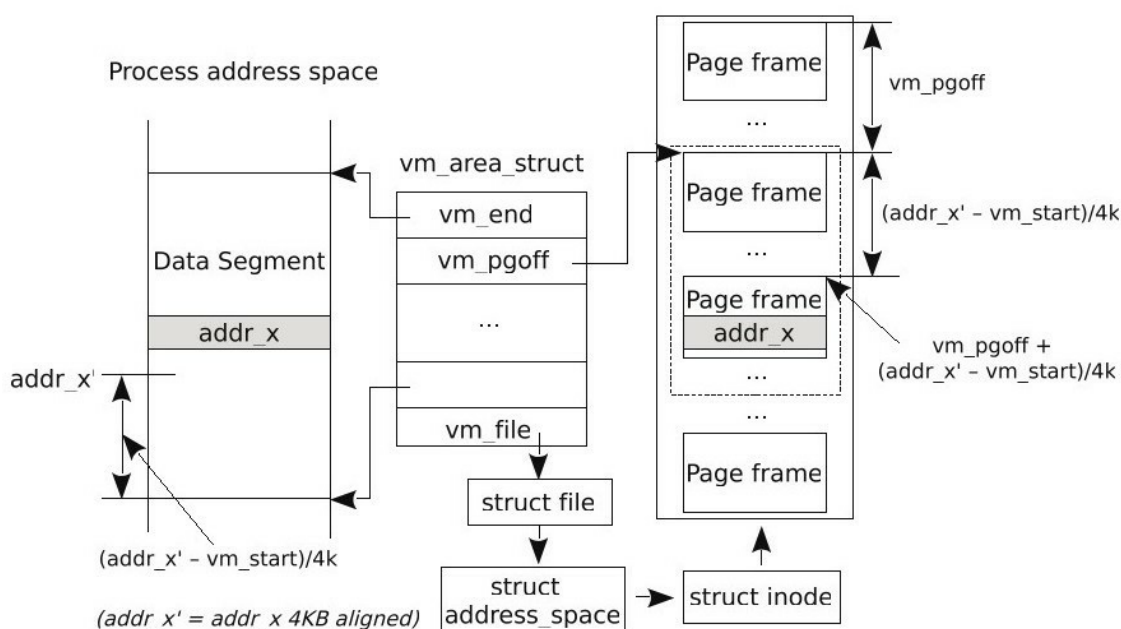 Process address space
Data Segment
addr_x
addr_x'
(addr_x' – vm_start)/4k
(addr_x' = addr_x 4KB aligned)
vm_area_struct
vm_end
vm_pgoff
...
vm_file
struct file
struct
address_space
struct inode
Page frame
...
Page frame
...
Page frame
addr_x
...
...
Page frame
vm_pgoff
(addr_x' – vm_start)/4k
vm_pgoff +
(addr_x' – vm_start)/4k